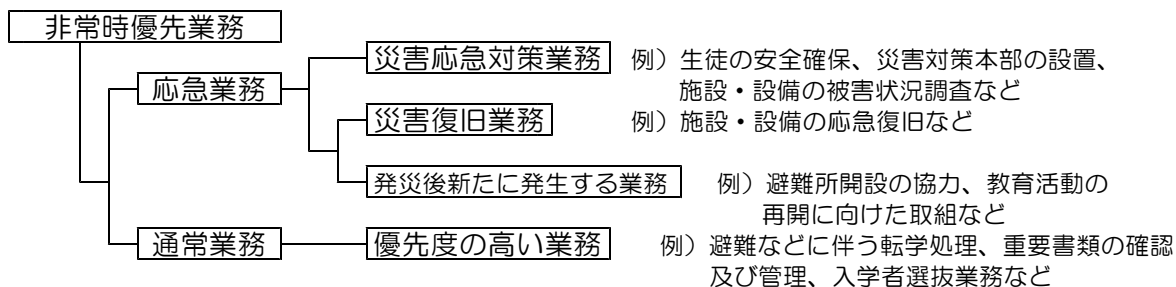 非常時優先業務
災害応急対策業務 例）生徒の安全確保、災害対策本部の設置、
応急業務 施設・設備の被害状況調査など
災害復旧業務 例）施設・設備の応急復旧など
発災後新たに発生する業務 例）避難所開設の協力、教育活動の
再開に向けた取組など
通常業務 優先度の高い業務 例）避難などに伴う転学処理、重要書類の確認
及び管理、入学者選抜業務など